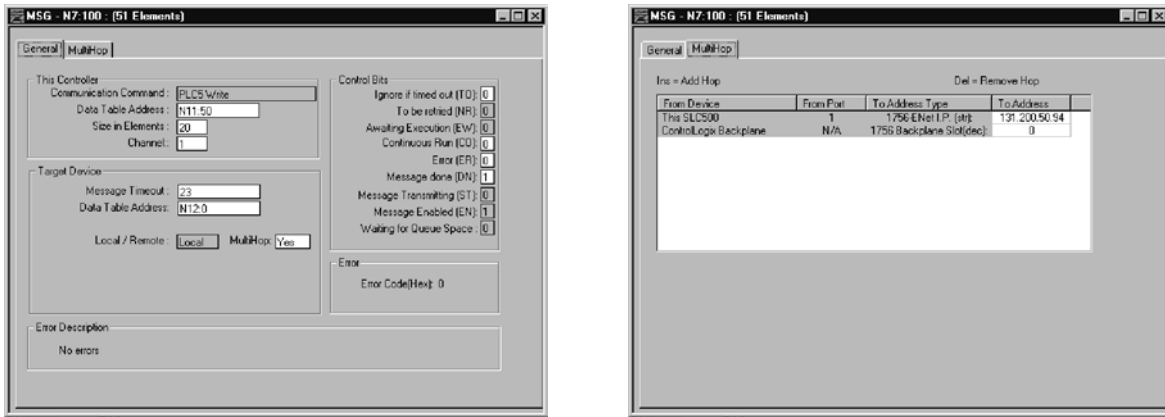 MSG - N7:100 : (51 Elements)
General MultiHop
This Controller
Communication Command : PLC5 Write
Data Table Address : N11:50
Size in Elements : 20
Channel: 1
Target Device
Message Timeout : 23
Data Table Address: N12:0
Local / Remote : Local MultiHop: Yes
Control Bits
Ignore if timed out (TO): 0
To be retried (NR): 0
Awaiting Execution (EW): 0
Continuous Run (CO): 0
Error (ER): 0
Message done (DN): 1
Message Transmitting (ST): 0
Message Enabled (EN): 1
Waiting for Queue Space : 0
Error
Error Code(Hex): 0
Error Description
No errors
MSG - N7:100 : (51 Elements)
General MultiHop
Ins = Add Hop Del = Remove Hop
From Device From Port To Address Type To Address
This SLC500 1 1756-ENet I.P. (str): 131.200.50.94
ControlLogix Backplane N/A 1756 Backplane Slot(dec): 0